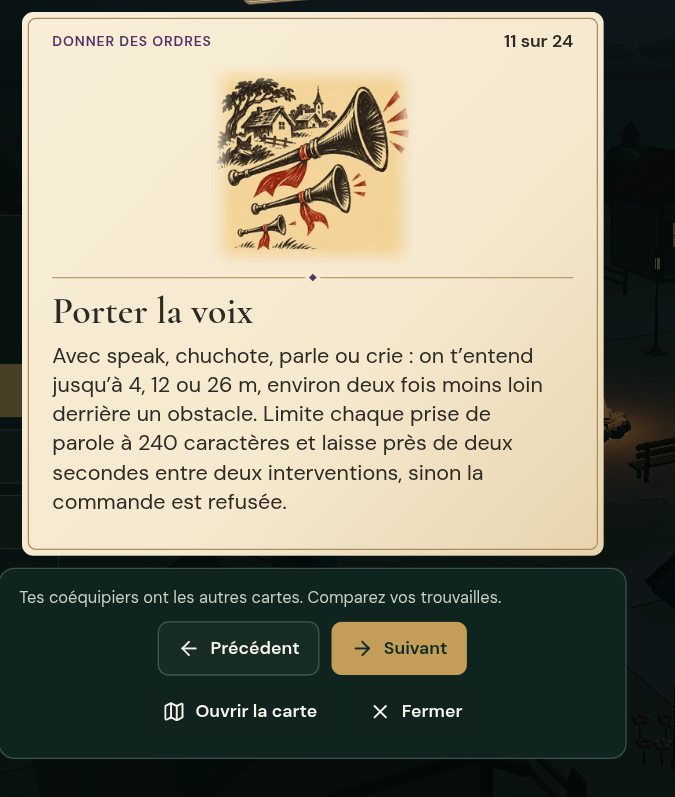 DONNER DES ORDRES
11 sur 24
Porter la voix
Avec speak, chuchote, parle ou crie : on t’entend
jusqu’à 4, 12 ou 26 m, environ deux fois moins loin
derrière un obstacle. Limite chaque prise de
parole à 240 caractères et laisse près de deux
secondes entre deux interventions, sinon la
commande est refusée.
Tes coéquipiers ont les autres cartes. Comparez vos trouvailles.
Précédent
Suivant
Ouvrir la carte
Fermer